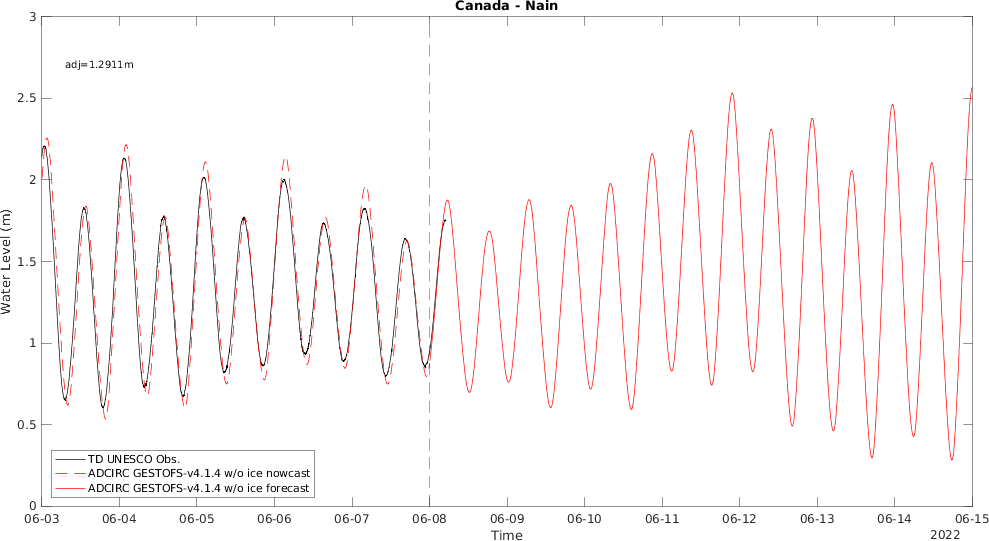 Canada - Nain
adj=1.2911m
3
2.5
2
1.5
1
0.5
0
Water Level (m)
TD UNESCO Obs.
ADCIRC GESTOFS-v4.1.4 w/o ice nowcast
ADCIRC GESTOFS-v4.1.4 w/o ice forecast
06-03 06-04 06-05 06-06 06-07 06-08 06-09 06-10 06-11 06-12 06-13 06-14 06-15
Time
2022